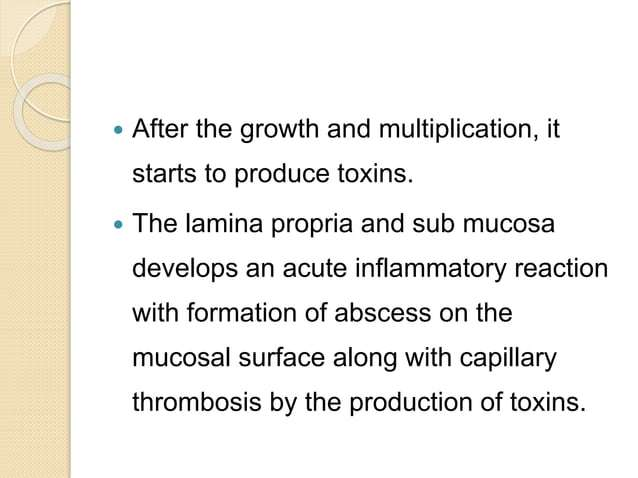 • After the growth and multiplication, it
starts to produce toxins.
• The lamina propria and sub mucosa
develops an acute inflammatory reaction
with formation of abscess on the
mucosal surface along with capillary
thrombosis by the production of toxins.